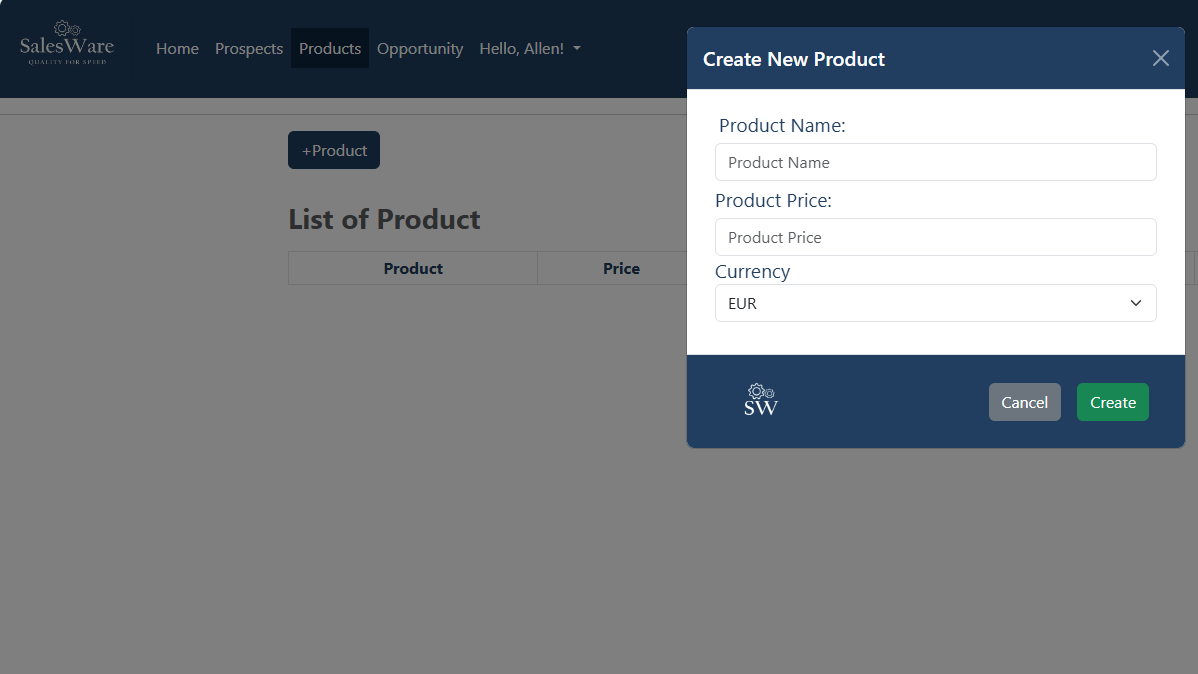 SalesWare
QUALITY FOR SPEED
Home Prospects Products Opportunity Hello, Allen!
+Product
List of Product
Product Price
Create New Product
Product Name:
Product Name
Product Price:
Product Price
Currency
EUR
SW
Cancel Create